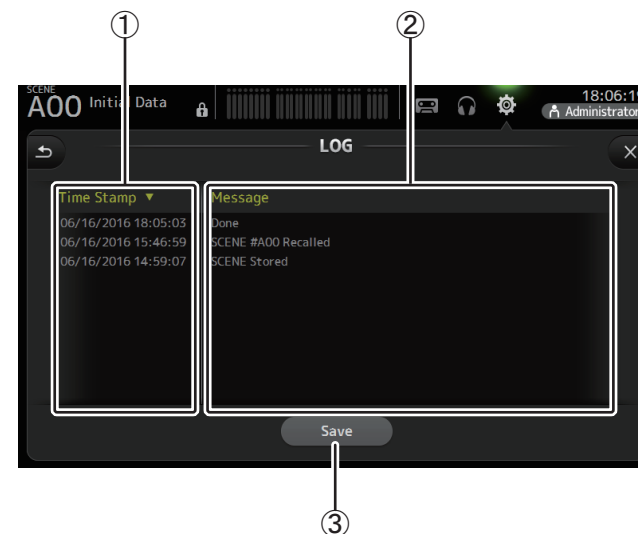 ① ②
SCENE
A00 Initial Data
18:06:19
Administrator
LOG
Time Stamp ▼ Message
06/16/2016 18:05:03 Done
06/16/2016 15:46:59 SCENE #A00 Recalled
06/16/2016 14:59:07 SCENE Stored
Save
③